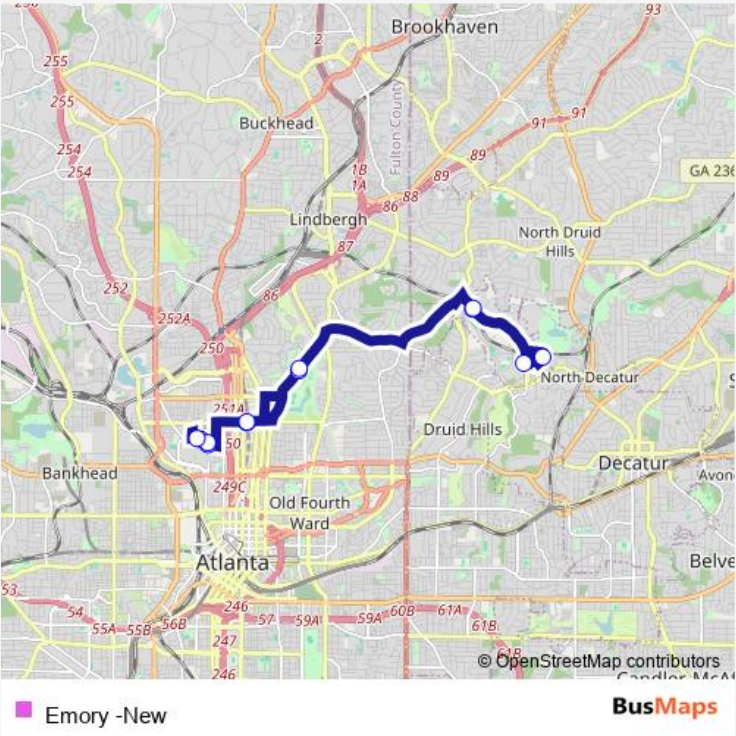 Brookhaven
93
2
255
255
Buckhead
Fulton County
91
91
89
254
254
1B
1A
89
88
86
GA 236
Lindbergh
North Druid
Hills
87
252
86
252A
250
North Decatur
251A
Druid Hills
50
Bankhead
Decatur
249C
Old Fourth
Ward
Atlanta
Belve
53
54
55A
55B
56B
246
57
59A
59A
60B
61A
61B
247
61B
246
© OpenStreetMap contributors
Emory -New
BusMaps